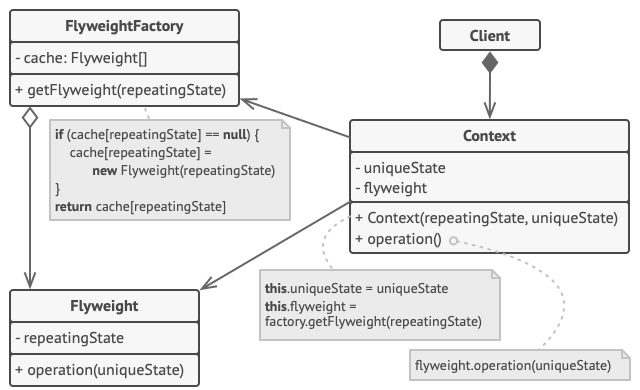 FlyweightFactory
- cache: Flyweight[]
+ getFlyweight(repeatingState)
if (cache[repeatingState] == null) {
cache[repeatingState] =
new Flyweight(repeatingState)
}
return cache[repeatingState]
Client
Context
- uniqueState
- flyweight
+ Context(repeatingState, uniqueState)
+ operation()
this.uniqueState = uniqueState
this.flyweight =
factory.getFlyweight(repeatingState)
flyweight.operation(uniqueState)
Flyweight
- repeatingState
+ operation(uniqueState)